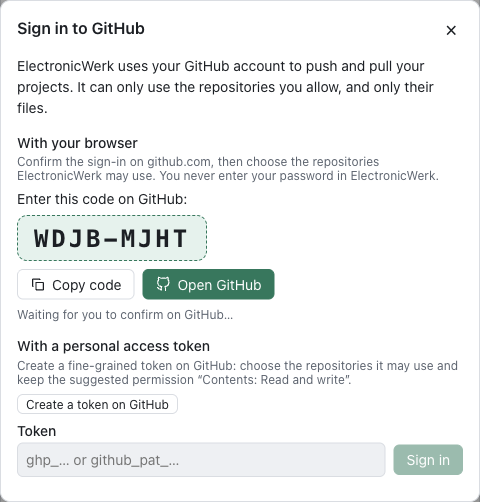 Sign in to GitHub
ElectronicWerk uses your GitHub account to push and pull your
projects. It can only use the repositories you allow, and only their
files.
With your browser
Confirm the sign-in on github.com, then choose the repositories
ElectronicWerk may use. You never enter your password in ElectronicWerk.
Enter this code on GitHub:
WDJB-MJHT
Copy code
Open GitHub
Waiting for you to confirm on GitHub...
With a personal access token
Create a fine-grained token on GitHub: choose the repositories it may use and
keep the suggested permission “Contents: Read and write”.
Create a token on GitHub
Token
ghp_... or github_pat_...
Sign in